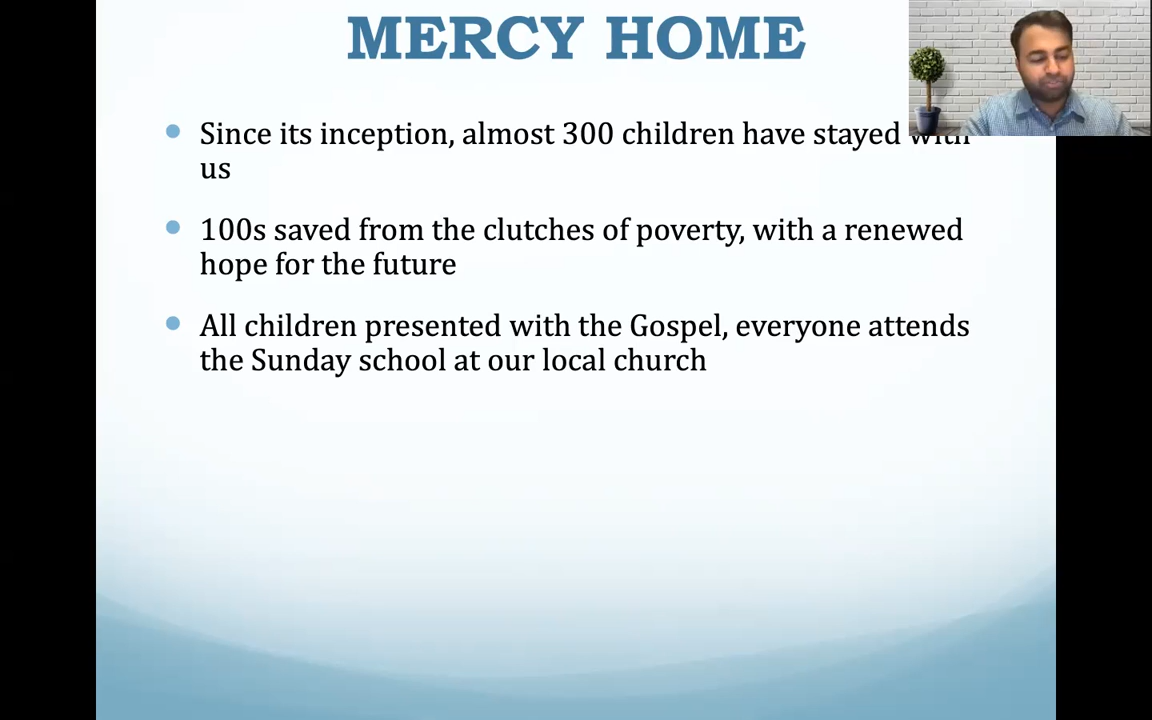 MERCY HOME
Since its inception, almost 300 children have stayed with
us
100s saved from the clutches of poverty, with a renewed
hope for the future
All children presented with the Gospel, everyone attends
the Sunday school at our local church